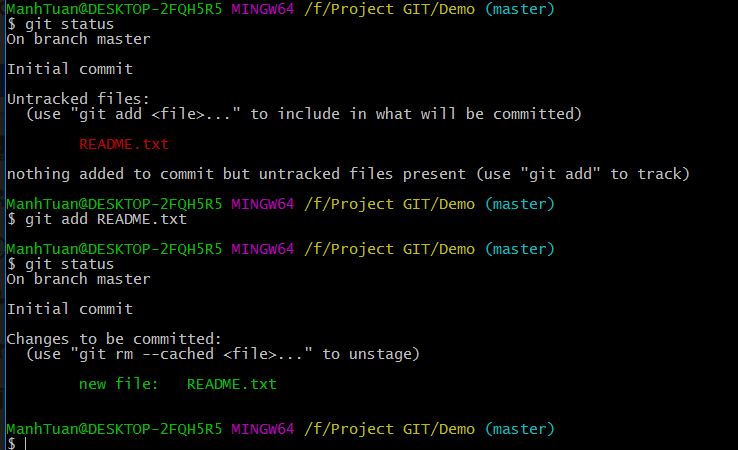 ManhTuan@DESKTOP-2FQH5R5 MINGW64 /f/Project GIT/Demo (master)
$ git status
On branch master
Initial commit
Untracked files:
(use "git add <file>..." to include in what will be committed)
README.txt
nothing added to commit but untracked files present (use "git add" to track)
ManhTuan@DESKTOP-2FQH5R5 MINGW64 /f/Project GIT/Demo (master)
$ git add README.txt
ManhTuan@DESKTOP-2FQH5R5 MINGW64 /f/Project GIT/Demo (master)
$ git status
On branch master
Initial commit
Changes to be committed:
(use "git rm --cached <file>..." to unstage)
new file:   README.txt
ManhTuan@DESKTOP-2FQH5R5 MINGW64 /f/Project GIT/Demo (master)
$